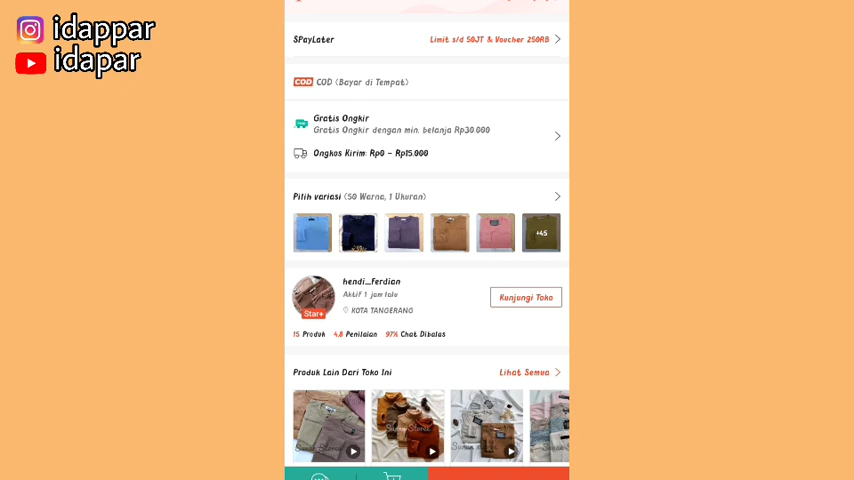 idappar
idapar
SPayLater
Limit s/d 50JT & Voucher 250RB
COD COD (Bayar di Tempat)
Gratis Ongkir
Gratis Ongkir dengan min. belanja Rp30.000
Ongkos Kirim: Rp0 - Rp15.000
Pilih variasi (50 Warna, 1 Ukuran)
+45
hendi_ferdian
Aktif 1 jam lalu
KOTA TANGERANG
Star+
Kunjungi Toko
15 Produk 4,8 Penilaian 97% Chat Dibalas
Produk Lain Dari Toko Ini
Lihat Semua